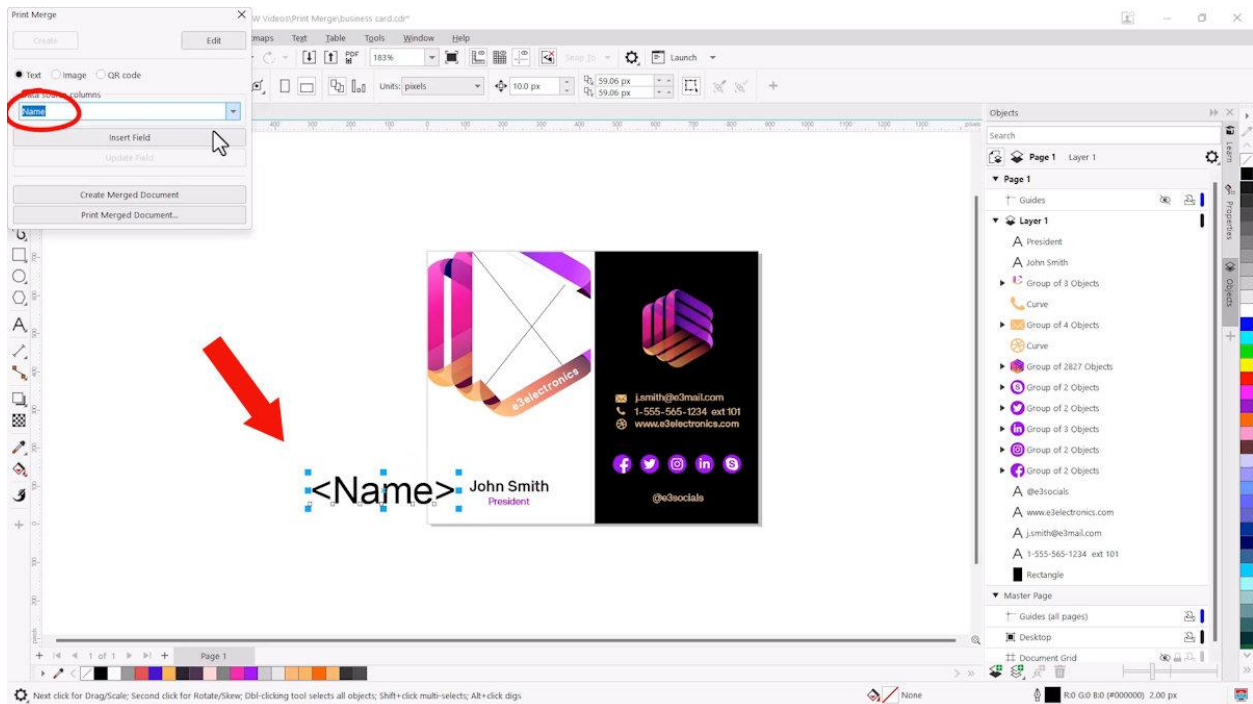 Print Merge
W Videos\Print Merge\business card.cdr*
Create
Edit
maps Text Table Tools Window Help
PDF 183% Snap To Launch
Text Image QR code
Data source columns
Units: pixels 10.0 px 59.06 px
59.06 px
Name
Insert Field
Update Field
Create Merged Document
Print Merged Document...
Objects
Search
Page 1 Layer 1
Page 1
Guides
Layer 1
President
John Smith
Group of 3 Objects
Curve
Group of 4 Objects
Curve
Group of 2827 Objects
Group of 2 Objects
Group of 2 Objects
Group of 3 Objects
Group of 2 Objects
Group of 2 Objects
@e3socials
www.e3electronics.com
j.smith@e3mail.com
1-555-565-1234 ext 101
Rectangle
Master Page
Guides (all pages)
Desktop
Document Grid
Learn
Properties
Objects
e3electronics
j.smith@e3mail.com
1-555-565-1234 ext 101
www.e3electronics.com
@e3socials
<Name>
John Smith
President
1 of 1 Page 1
Next click for Drag/Scale; Second click for Rotate/Skew; Dbl-clicking tool selects all objects; Shift+click multi-selects; Alt+click digs
None
R:0 G:0 B:0 (#000000) 2.00 px